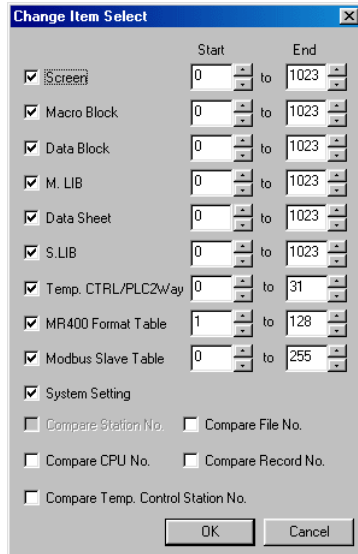 Change Item Select
Start End
Screen 0 to 1023
Macro Block 0 to 1023
Data Block 0 to 1023
M. LIB 0 to 1023
Data Sheet 0 to 1023
S.LIB 0 to 1023
Temp. CTRL/PLC2Way 0 to 31
MR400 Format Table 1 to 128
Modbus Slave Table 0 to 255
System Setting
Compare Station No. Compare File No.
Compare CPU No. Compare Record No.
Compare Temp. Control Station No.
OK Cancel